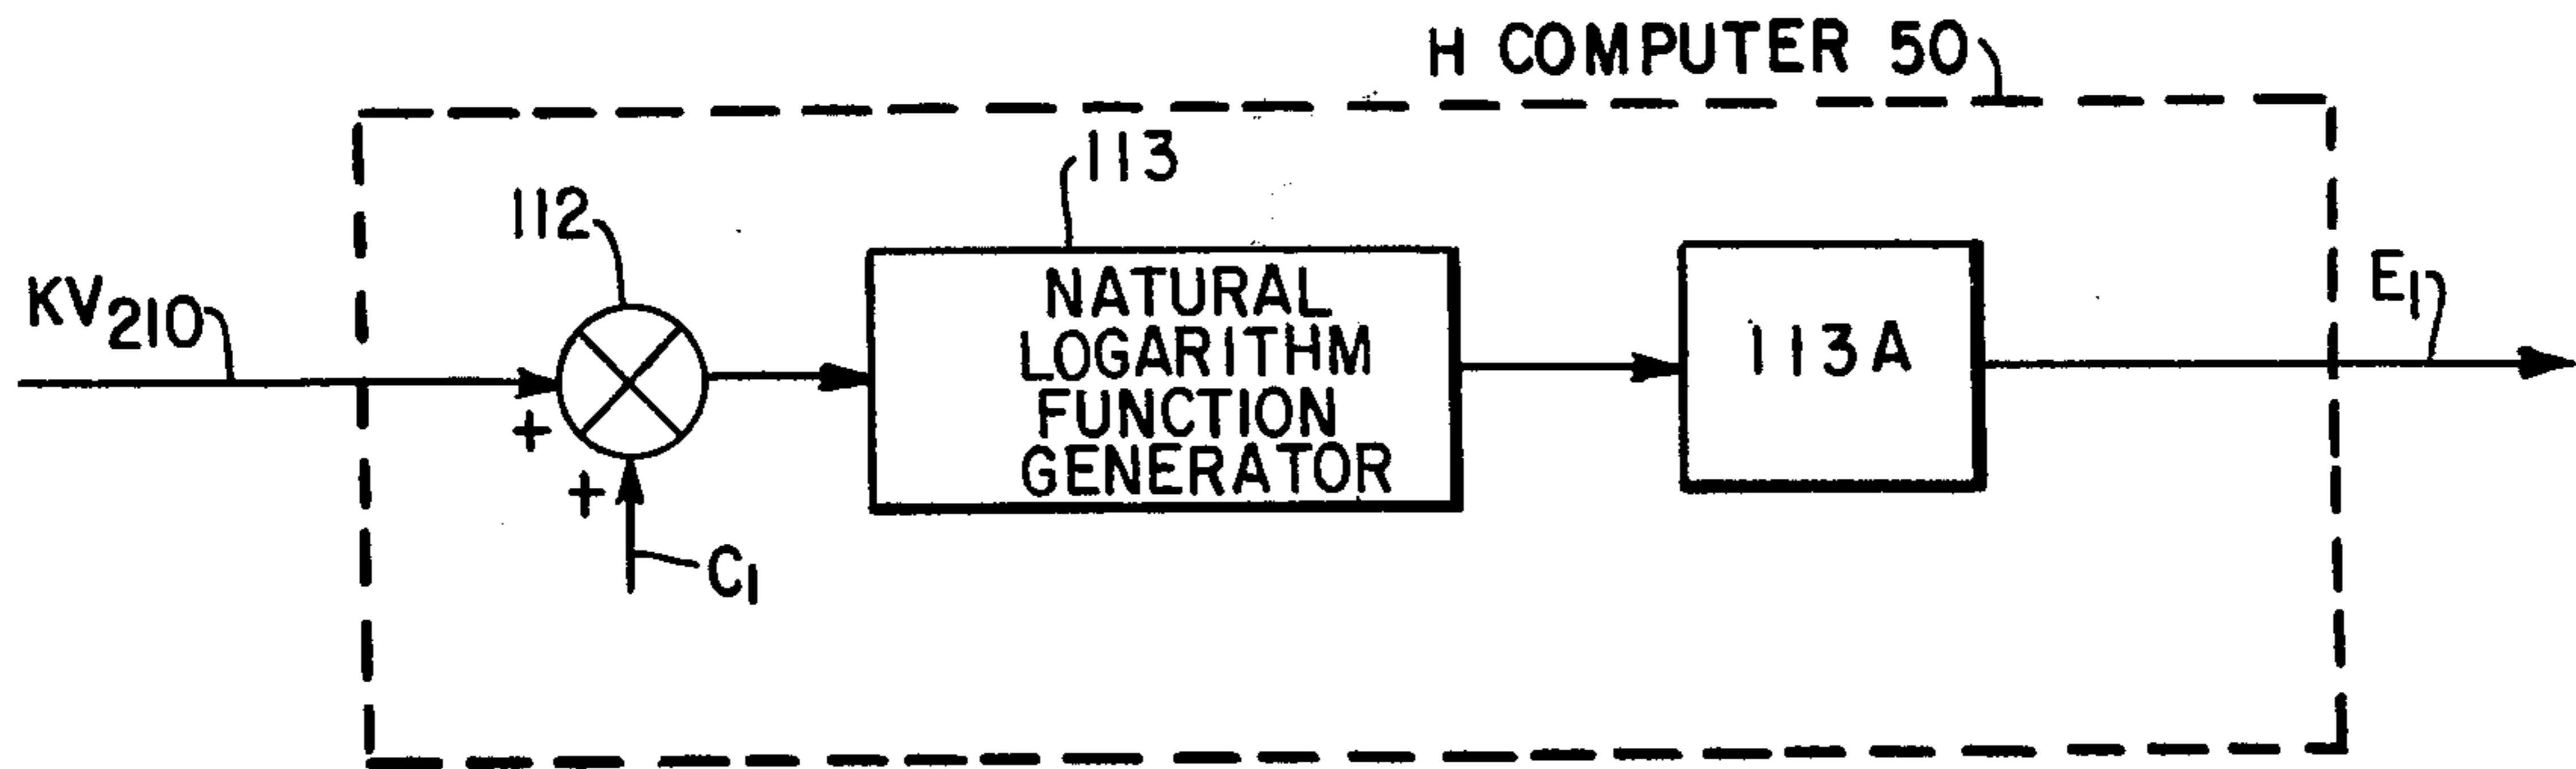 H COMPUTER 50
113
112
KV210
NATURAL
LOGARITHM
FUNCTION
GENERATOR
113A
E1
+
+
C1